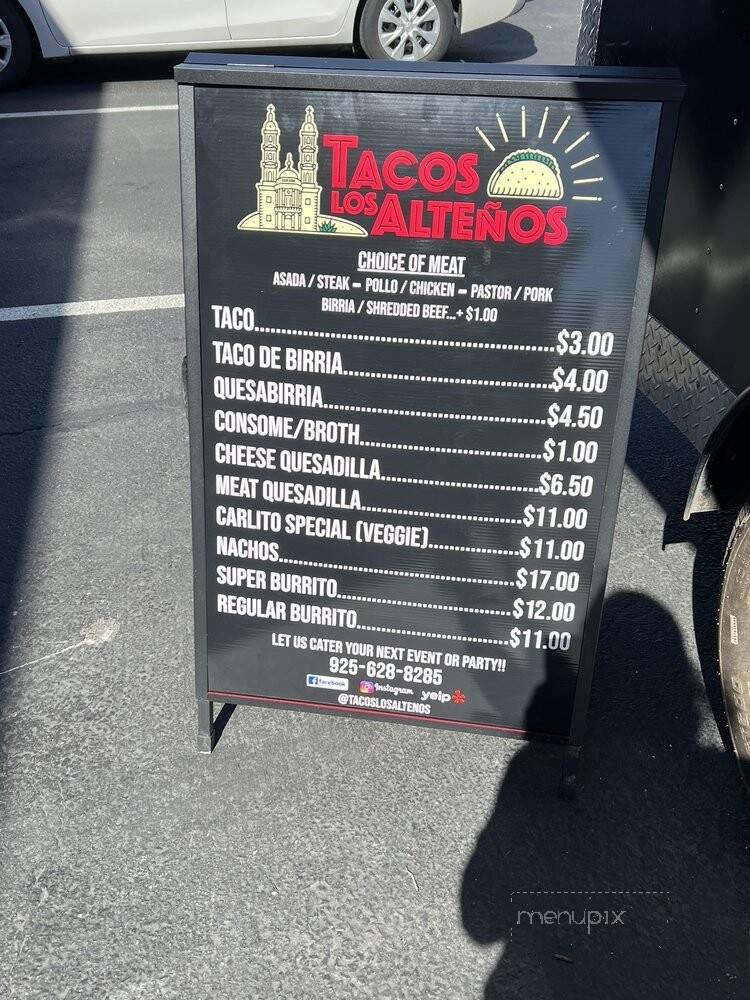 TACOS
LOS ALTEÑOS
CHOICE OF MEAT
ASADA / STEAK - POLLO / CHICKEN - PASTOR / PORK
BIRRIA / SHREDDED BEEF...+ $1.00
TACO...$3.00
TACO DE BIRRIA...$4.00
QUESABIRRIA...$4.50
CONSOME/BROTH...$1.00
CHEESE QUESADILLA...$6.50
MEAT QUESADILLA...$11.00
CARLITO SPECIAL (VEGGIE)...$11.00
NACHOS...$17.00
SUPER BURRITO...$12.00
REGULAR BURRITO...$11.00
LET US CATER YOUR NEXT EVENT OR PARTY!!
925-628-8285
facebook Instagram yelp
@TACOSLOSALTENOS
menupix